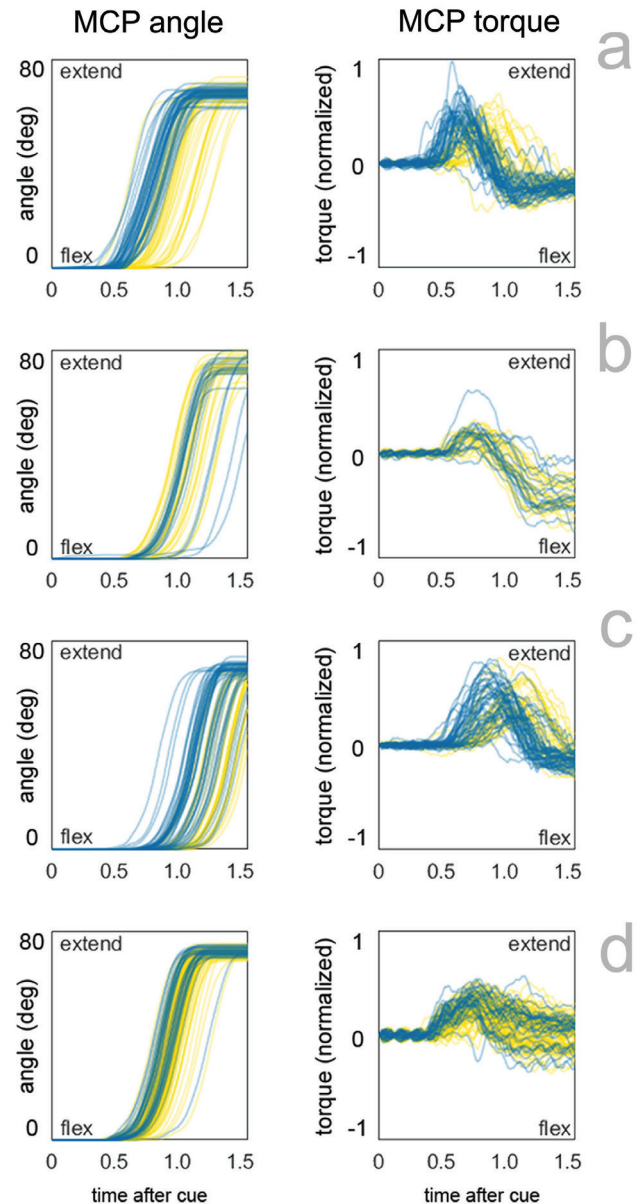 MCP angle MCP torque
a
80 extend 1 extend
angle (deg) torque (normalized)
0
0 flex -1 flex
0 0.5 1.0 1.5 0 0.5 1.0 1.5
b
80 extend 1 extend
angle (deg) torque (normalized)
0
0 flex -1 flex
0 0.5 1.0 1.5 0 0.5 1.0 1.5
c
80 extend 1 extend
angle (deg) torque (normalized)
0
0 flex -1 flex
0 0.5 1.0 1.5 0 0.5 1.0 1.5
d
80 extend 1 extend
angle (deg) torque (normalized)
0
0 flex -1 flex
0 0.5 1.0 1.5 0 0.5 1.0 1.5
time after cue time after cue